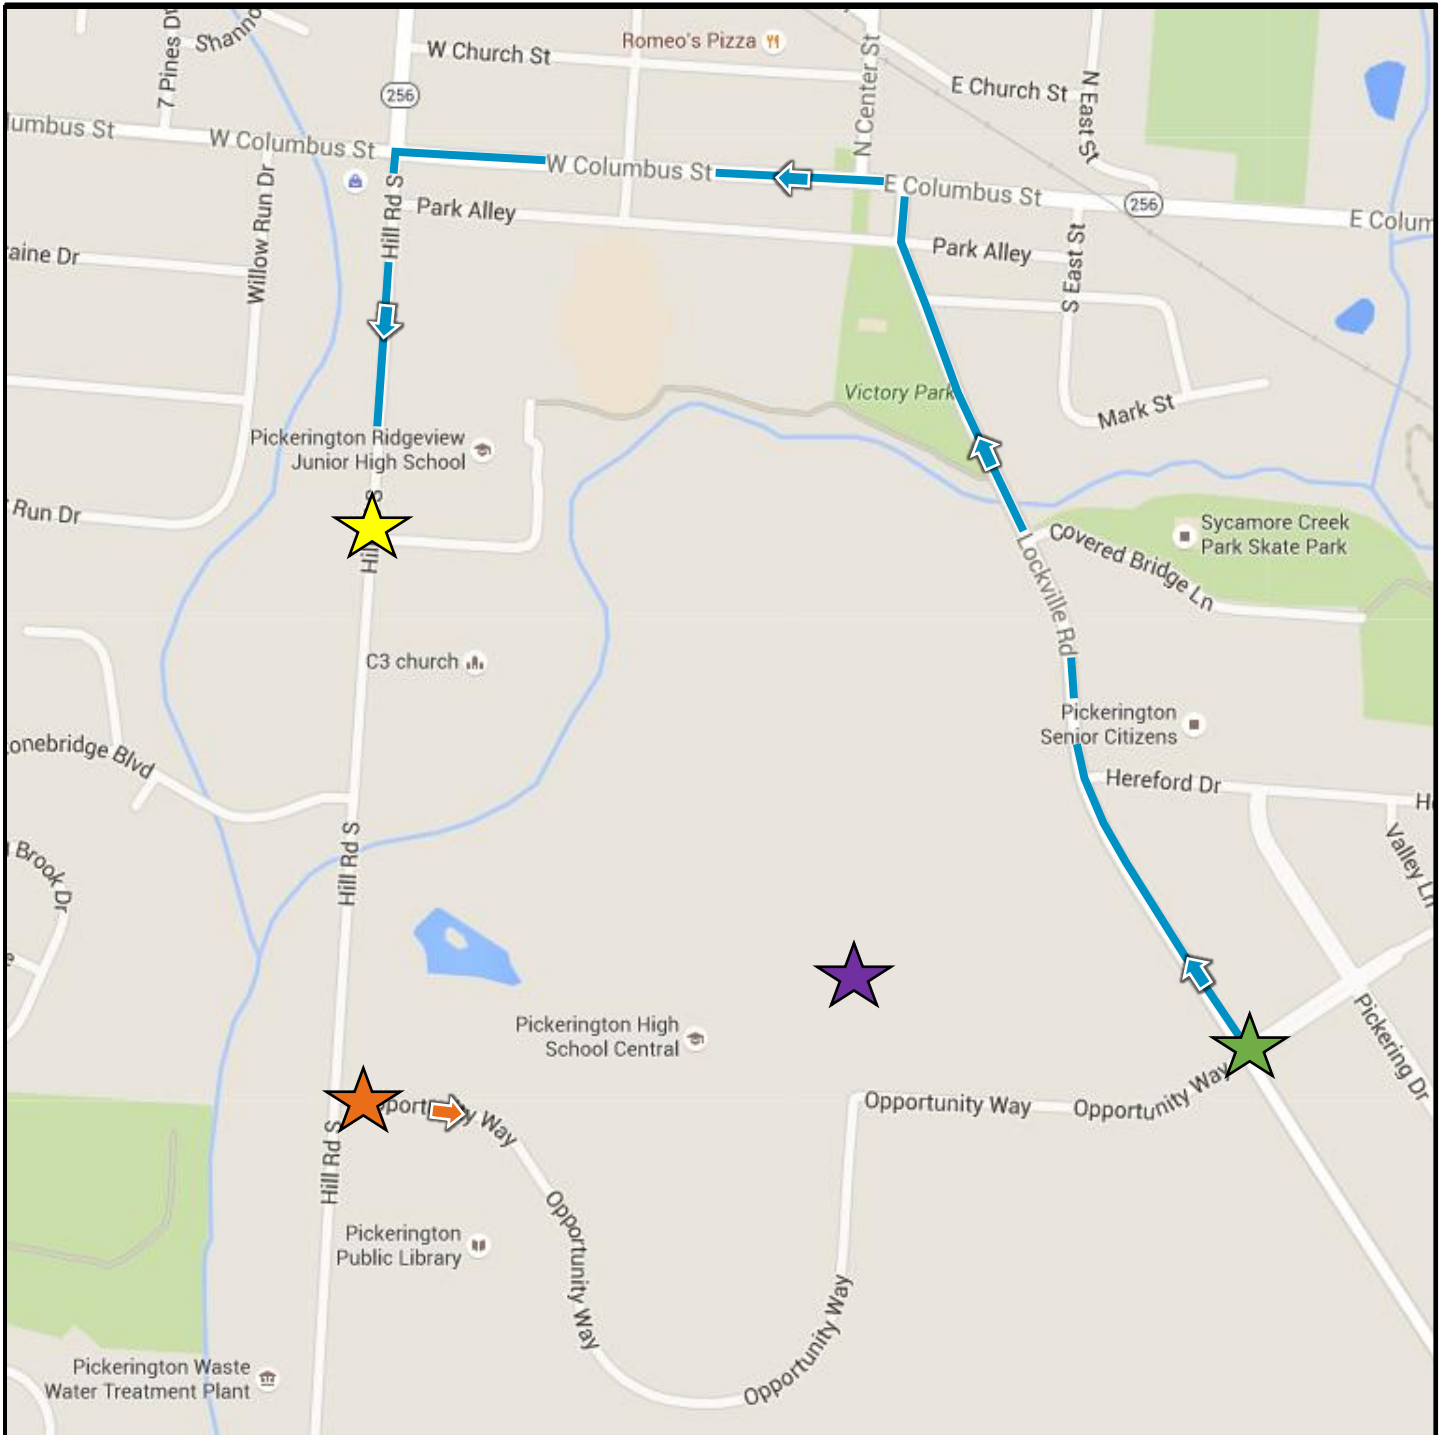 Shanno
7 Pines D
W Church St
Romeo's Pizza
N Center St
E Church St
N East St
256
lumbus St
W Columbus St
W Columbus St
E Columbus St
256
E Colum
Willow Run Dr
Hill Rd S
Park Alley
Park Alley
S East St
aine Dr
Victory Park
Mark St
Pickerington Ridgeview
Junior High School
Run Dr
S
Hil
Lockville Rd
Covered Bridge Ln
Sycamore Creek
Park Skate Park
C3 church
Pickerington
Senior Citizens
onebridge Blvd
Hereford Dr
H
Valley Ln
Hill Rd S
Brook Dr
e
Pickerington High
School Central
Pickering Dr
pportunity Way
Opportunity Way
Opportunity Way
Hill Rd S
Opportunity Way
Pickerington
Public Library
Opportunity Way
Pickerington Waste
Water Treatment Plant